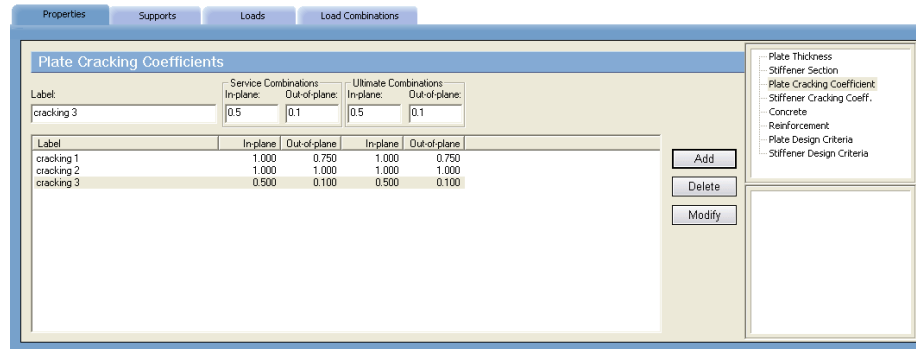 Properties Supports Loads Load Combinations
Plate Cracking Coefficients
Service Combinations Ultimate Combinations
Label: In-plane: Out-of-plane: In-plane: Out-of-plane:
cracking 3 0.5 0.1 0.5 0.1
Label In-plane Out-of-plane In-plane Out-of-plane
cracking 1 1.000 0.750 1.000 0.750
cracking 2 1.000 1.000 1.000 1.000
cracking 3 0.500 0.100 0.500 0.100
Add
Delete
Modify
Plate Thickness
Stiffener Section
Plate Cracking Coefficient
Stiffener Cracking Coeff.
Concrete
Reinforcement
Plate Design Criteria
Stiffener Design Criteria